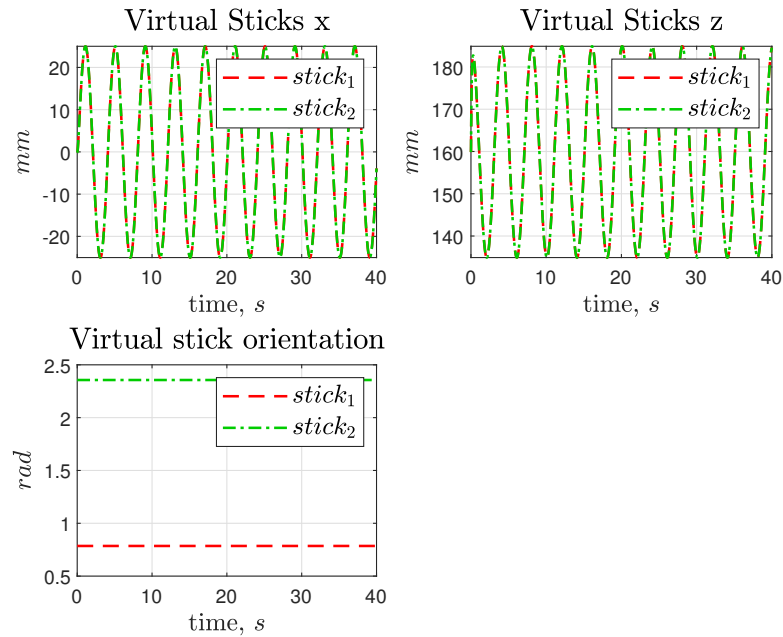 Virtual Sticks x
20
10
0
-10
-20
mm
stick1
stick2
0 10 20 30 40
time, s
Virtual Sticks z
180
170
160
150
140
mm
stick1
stick2
0 10 20 30 40
time, s
Virtual stick orientation
2.5
2
1.5
1
0.5
rad
stick1
stick2
0 10 20 30 40
time, s